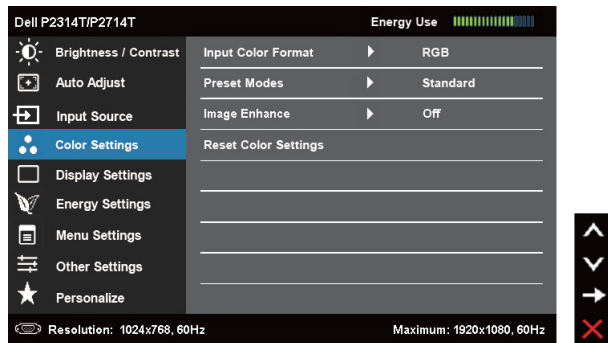 Dell P2314T/P2714T Energy Use
Brightness / Contrast Input Color Format RGB
Auto Adjust Preset Modes Standard
Input Source Image Enhance Off
Color Settings Reset Color Settings
Display Settings
Energy Settings
Menu Settings
Other Settings
Personalize
Resolution: 1024x768, 60Hz Maximum: 1920x1080, 60Hz